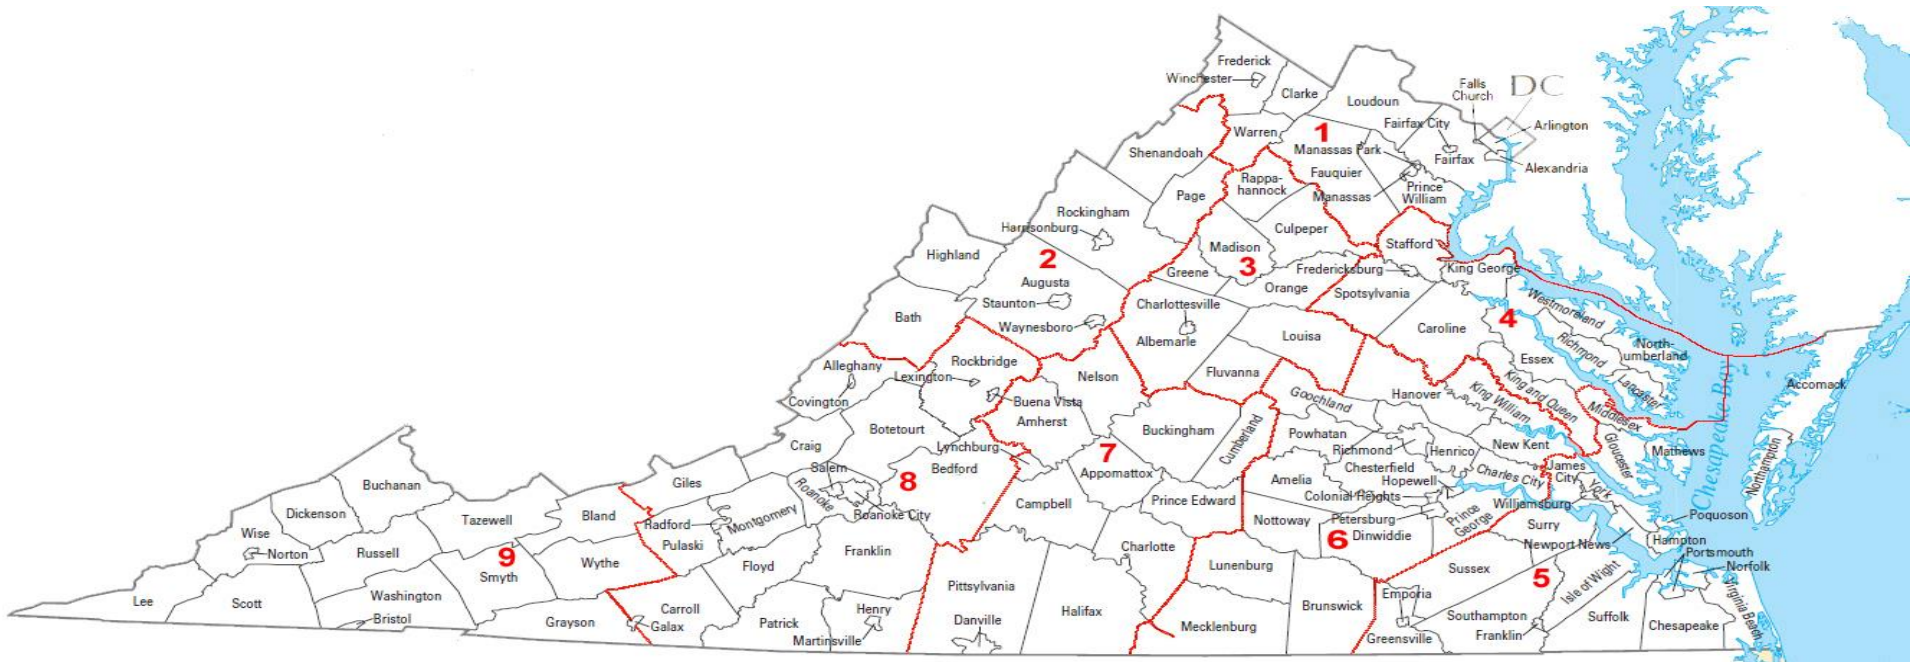 Frederick
Winchester
Clarke
Loudoun
Falls
Church
DC
Fairfax City
Arlington
Warren
1
Shenandoah
Manassas Park
Fairfax
Alexandria
Rappa-
hannock
Fauquier
Manassas
Prince
William
Page
Rockingham
Harrisonburg
Culpeper
Highland
Madison
Stafford
2
3
Augusta
Greene
Fredericksburg
King George
Orange
Spotsylvania
Staunton
Charlottesville
Westmoreland
4
Bath
Waynesboro
Caroline
Albemarle
Louisa
Richmond
North-
umberland
Rockbridge
Essex
Alleghany
Lexington
Nelson
Fluvanna
Lancaster
Chesapeake Bay
Accomack
Covington
Buena Vista
Goochland
Hanover
King William
King and Queen
Middlesex
Amherst
Botetourt
Buckingham
Cumberland
Powhatan
Craig
Lynchburg
7
Richmond
Henrico
New Kent
Gloucester
Mathews
Northampton
Salem
8
Bedford
Appomattox
Chesterfield
James
City
Buchanan
Giles
Roanoke
Amelia
Hopewell
Charles City
York
Colonial Heights
Dickenson
Tazewell
Bland
Radford
Montgomery
Roanoke City
Campbell
Prince Edward
Williamsburg
Wise
Nottoway
Petersburg
Prince
George
Poquoson
Norton
Russell
9
Pulaski
6
Dinwiddie
Surry
Smyth
Wythe
Floyd
Franklin
Charlotte
Newport News
Hampton
Portsmouth
Norfolk
Lunenburg
Sussex
5
Isle of Wight
Lee
Scott
Washington
Bristol
Grayson
Carroll
Galax
Patrick
Henry
Martinsville
Pittsylvania
Danville
Halifax
Mecklenburg
Brunswick
Emporia
Greensville
Southampton
Franklin
Suffolk
Chesapeake
Virginia Beach